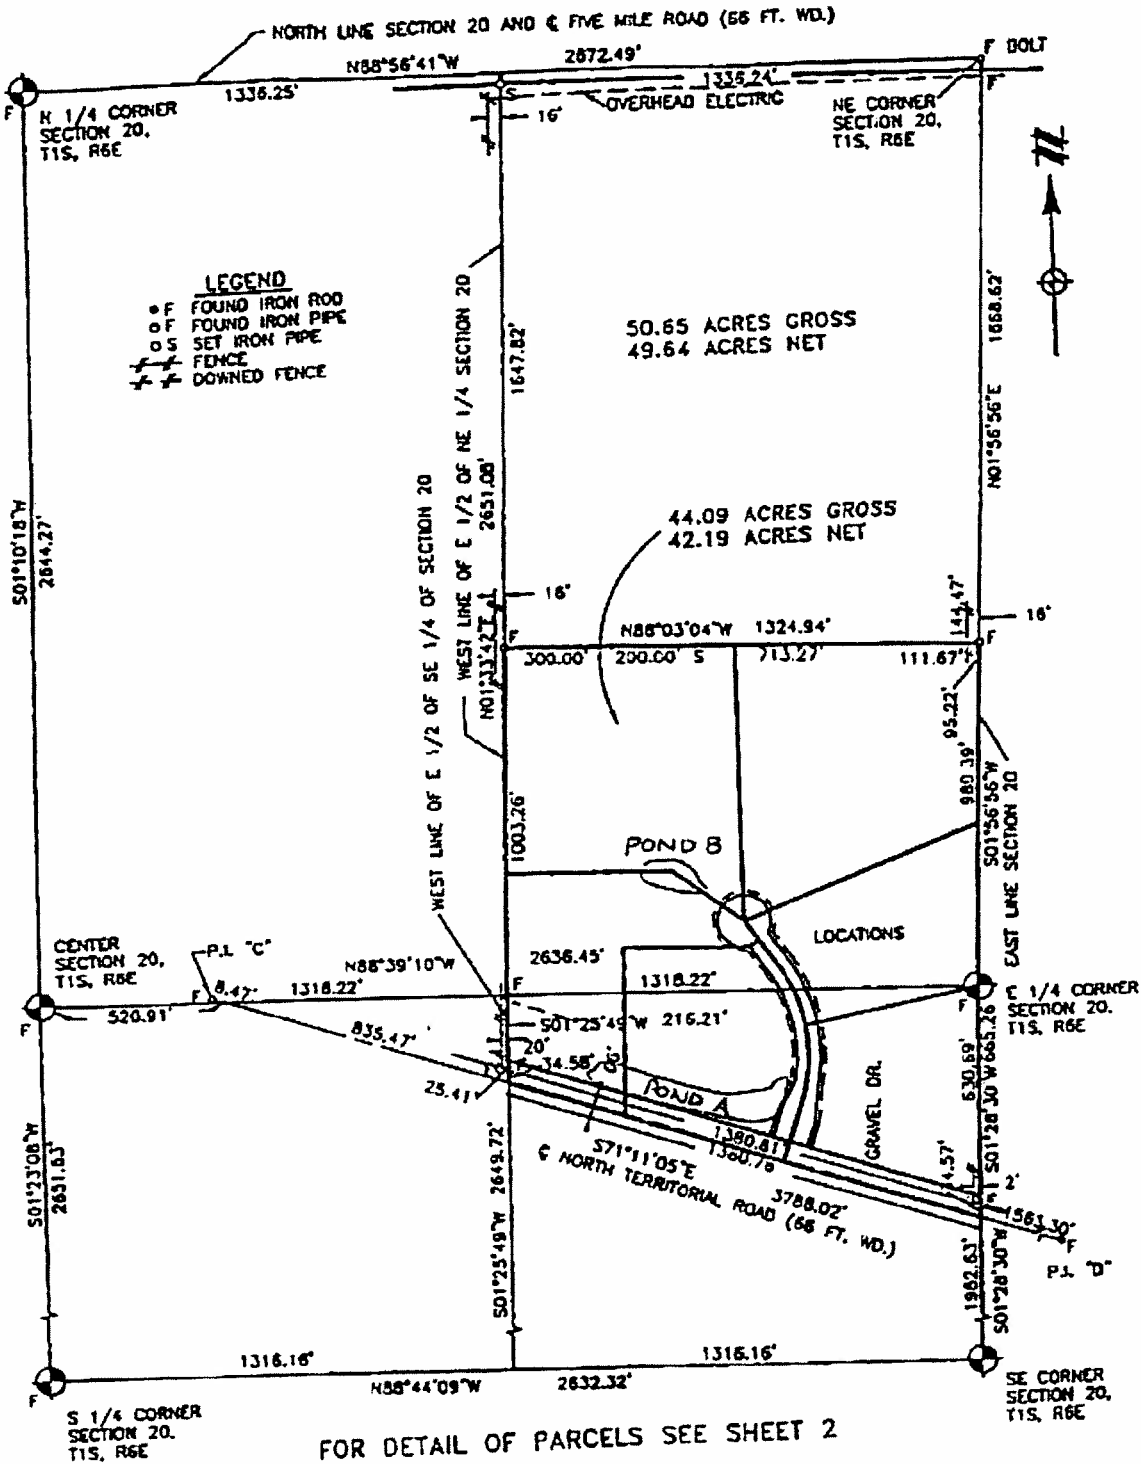 NORTH LINE SECTION 20 AND ℄ FIVE MILE ROAD (66 FT. WD.)
N88°56'41"W
2672.49'
F BOLT
1336.25'
1336.24'
F
F
N 1/4 CORNER
SECTION 20,
T1S, R6E
S
16'
OVERHEAD ELECTRIC
NE CORNER
SECTION 20,
T1S, R6E
N
LEGEND
F FOUND IRON ROD
F FOUND IRON PIPE
S SET IRON PIPE
FENCE
DOWNED FENCE
50.65 ACRES GROSS
49.64 ACRES NET
1647.82'
1668.62'
N01°56'56"E
WEST LINE OF E 1/2 OF NE 1/4 SECTION 20
WEST LINE OF E 1/2 OF SE 1/4 OF SECTION 20
2651.08'
N01°33'42"E
44.09 ACRES GROSS
42.19 ACRES NET
S01°10'18"W
2644.27'
16'
144.47'
16'
F
N88°03'04"W
1324.94'
F
300.00'
200.00'
S
713.27'
111.67'
95.22'
980.39'
S01°56'56"W
EAST LINE SECTION 20
1003.26'
POND B
LOCATIONS
CENTER
SECTION 20,
T1S, R6E
P.I. "C"
N88°39'10"W
2636.45'
F
8.47'
1318.22'
F
1318.22'
F
E 1/4 CORNER
SECTION 20.
T1S, R6E
F
520.91'
835.47'
S01°25'49"W
216.21'
20'
34.58'
25.41'
POND A
GRAVEL DR.
630.69'
S01°28'30"W 665.26'
1380.81'
1380.76'
S71°11'05"E
℄ NORTH TERRITORIAL ROAD (66 FT. WD.)
3788.02'
2'
1563.30'
F
P.I. "D"
S01°23'08"W
2651.63'
2649.72'
S01°25'49"W
1982.63'
S01°28'30"W
1316.16'
1316.16'
N88°44'09"W
2632.32'
F
S 1/4 CORNER
SECTION 20.
T1S, R6E
SE CORNER
SECTION 20,
T1S, R6E
FOR DETAIL OF PARCELS SEE SHEET 2